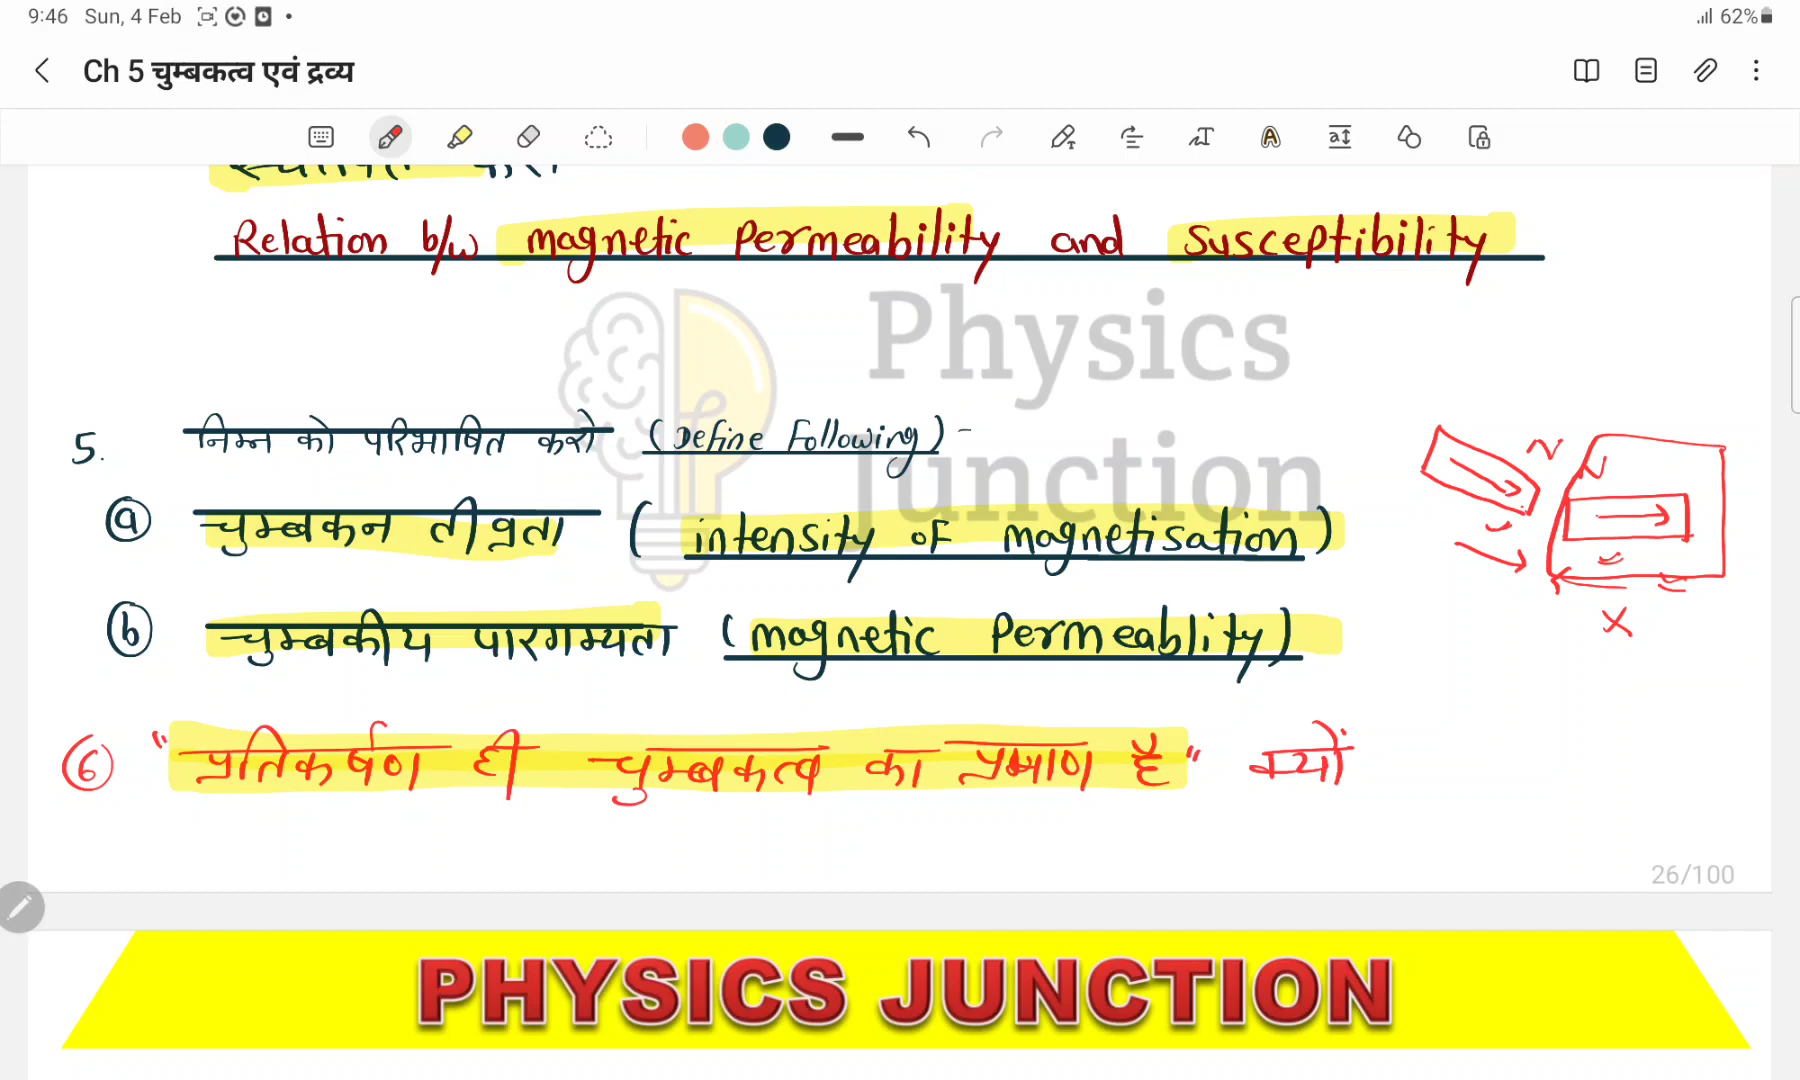 9:46 Sun, 4 Feb 62%
Ch 5 चुम्बकत्व एवं द्रव्य
Relation b/w magnetic Permeability and Susceptibility
Physics
Junction
5. निम्न को परिभाषित करो (Define Following) -
(a) चुम्बकन तीव्रता (intensity of magnetisation)
(b) चुम्बकीय पारगम्यता (magnetic Permeablity)
N
N
X
(6) "प्रतिकर्षण ही चुम्बकत्व का प्रमाण है" क्यों
26/100
PHYSICS JUNCTION